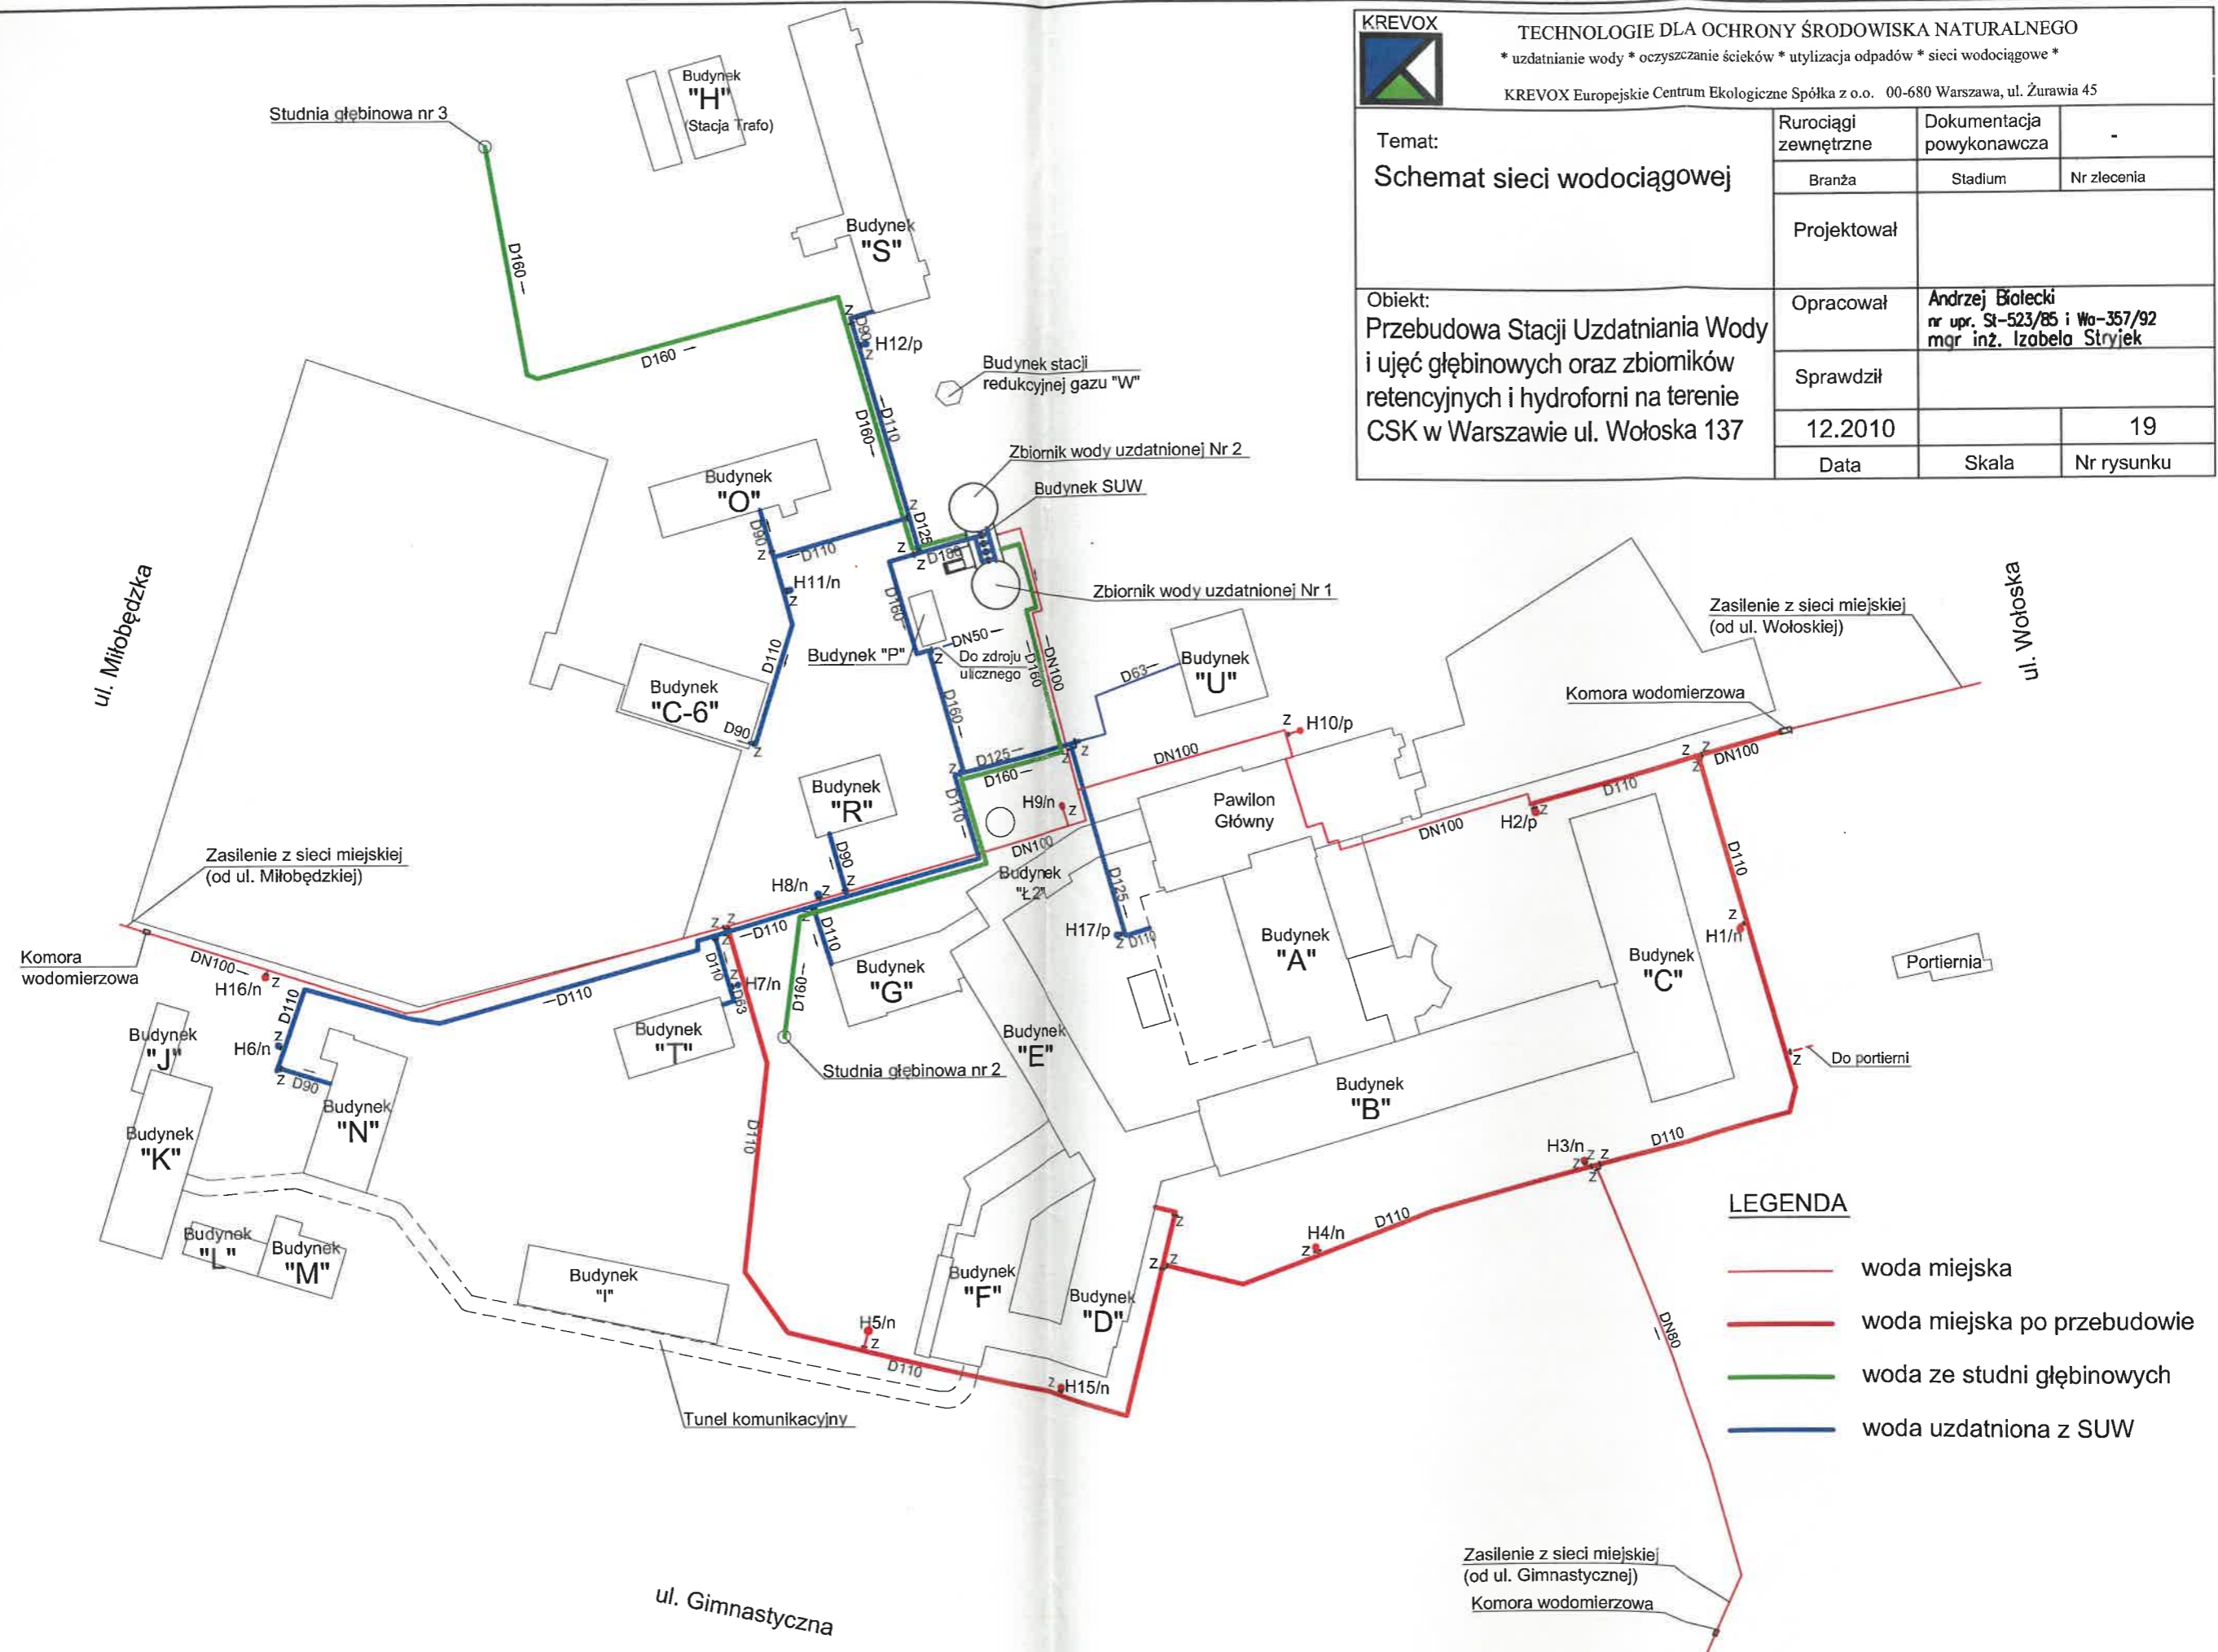 KREVOX
TECHNOLOGIE DLA OCHRONY ŚRODOWISKA NATURALNEGO
* uzdatnianie wody * oczyszczanie ścieków * utylizacja odpadów * sieci wodociągowe *
KREVOX Europejskie Centrum Ekologiczne Spółka z o.o. 00-680 Warszawa, ul. Żurawia 45
Temat:
Schemat sieci wodociągowej
Rurociągi
zewnętrzne
Dokumentacja
powykonawcza
-
Branża
Stadium
Nr zlecenia
Projektował
Obiekt:
Przebudowa Stacji Uzdatniania Wody
i ujęć głębinowych oraz zbiorników
retencyjnych i hydroforni na terenie
CSK w Warszawie ul. Wołoska 137
Opracował
Andrzej Białecki
nr upr. St-523/85 i Wa-357/92
mgr inż. Izabela Stryjek
Sprawdził
12.2010
19
Data
Skala
Nr rysunku
Studnia głębinowa nr 3
Budynek
"H"
(Stacja Trafo)
Budynek
"S"
D160
D160
z
D90
H12/p
z
D110
D160
Budynek stacji
redukcyjnej gazu "W"
Zbiornik wody uzdatnionej Nr 2
Budynek SUW
Budynek
"O"
D90
z
D110
z
D125
z
D180
z
H11/n
z
Zbiornik wody uzdatnionej Nr 1
D160
DN50
Budynek "P"
z
Do zdroju
ulicznego
D160
DN100
D63
Budynek
"U"
Zasilenie z sieci miejskiej
(od ul. Wołoskiej)
ul. Wołoska
ul. Miłobędzka
D110
Budynek
"C-6"
D90
z
D160
Komora wodomierzowa
z
H10/p
DN100
z
z
D125
z
D160
z
z
z
DN100
z
D110
Budynek
"R"
D110
H9/n
z
Pawilon
Główny
H2/p
z
DN100
DN100
D110
Zasilenie z sieci miejskiej
(od ul. Miłobędzkiej)
D90
H8/n
z
z
Budynek
"Ł2"
D125
z
H1/n
Komora
wodomierzowa
DN100
H16/n
z
z
z
D110
z
D110
H17/p
z
D110
Budynek
"A"
Budynek
"C"
Portiernia
D110
D110
D110
z
H7/n
D63
D160
Budynek
"G"
Budynek
"J"
z
H6/n
z
D90
Budynek
"T"
Budynek
"E"
z
Do portierni
Studnia głębinowa nr 2
Budynek
"N"
Budynek
"B"
Budynek
"K"
D110
H3/n
z
z
z
z
D110
LEGENDA
Budynek
"L"
Budynek
"M"
z
z
z
H4/n
z
D110
woda miejska
Budynek
"I"
Budynek
"F"
Budynek
"D"
DN80
woda miejska po przebudowie
H5/n
z
D110
z
H15/n
woda ze studni głębinowych
Tunel komunikacyjny
woda uzdatniona z SUW
Zasilenie z sieci miejskiej
(od ul. Gimnastycznej)
Komora wodomierzowa
ul. Gimnastyczna